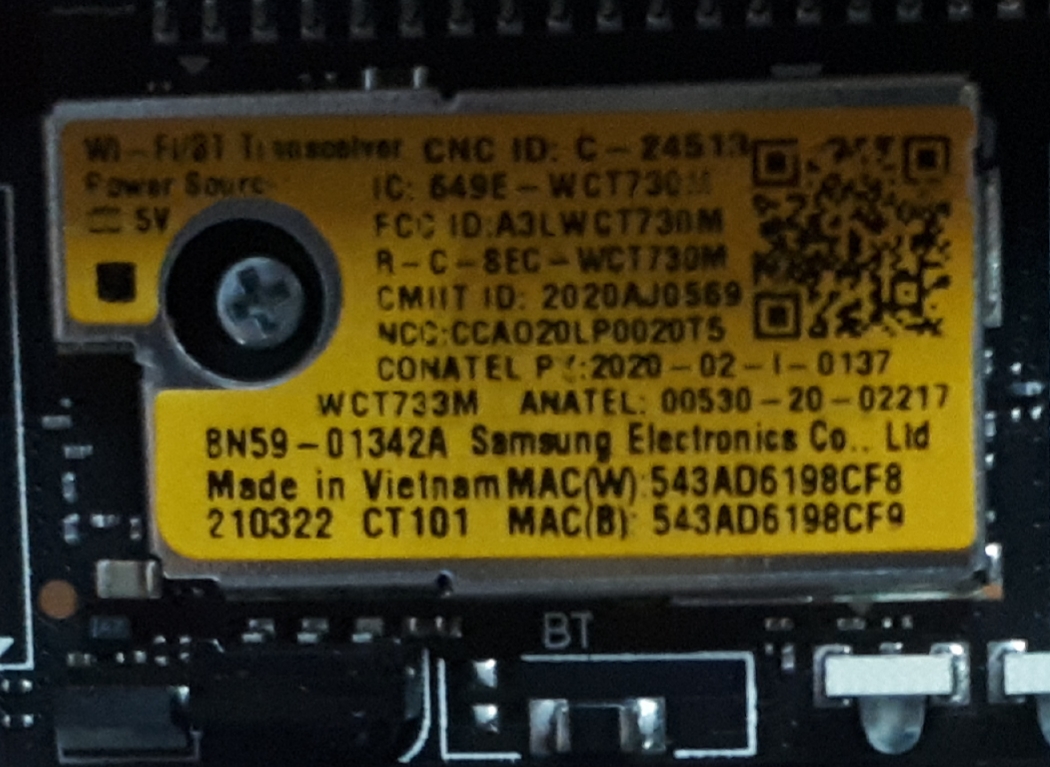 Wi-Fi/BT Transceiver CNC ID: C-24513
Power Source IC: 649E-WCT730M
5V FCC ID:A3LWCT730M
R-C-SEC-WCT730M
CMIIT ID: 2020AJ0569
NCC:CCAO20LP0020T5
CONATEL :2020-02-I-0137
WCT733M ANATEL: 00530-20-02217
BN59-01342A Samsung Electronics Co., Ltd
Made in Vietnam MAC(W):543AD6198CF8
210322 CT101 MAC(B): 543AD6198CF9
BT